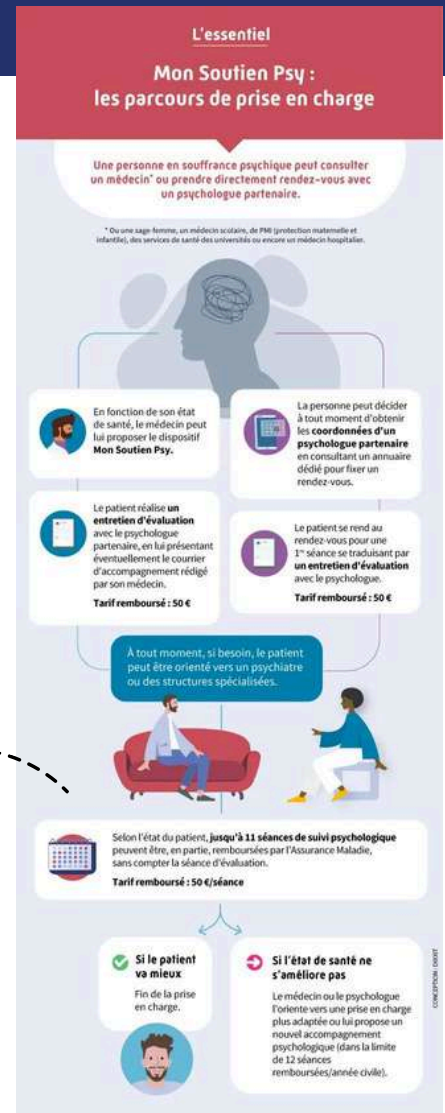 L'essentiel
Mon Soutien Psy :
les parcours de prise en charge
Une personne en souffrance psychique peut consulter
un médecin* ou prendre directement rendez-vous avec
un psychologue partenaire.
* Ou une sage-femme, un médecin scolaire, de PMI (protection maternelle et
infantile), des services de santé des universités ou encore un médecin hospitalier.
En fonction de son état
de santé, le médecin peut
lui proposer le dispositif
Mon Soutien Psy.
Le patient réalise un
entretien d'évaluation
avec le psychologue
partenaire, en lui présentant
éventuellement le courrier
d'accompagnement rédigé
par son médecin.
Tarif remboursé : 50 €
La personne peut décider
à tout moment d'obtenir
les coordonnées d'un
psychologue partenaire
en consultant un annuaire
dédié pour fixer un
rendez-vous.
Le patient se rend au
rendez-vous pour une
1re séance se traduisant par
un entretien d'évaluation
avec le psychologue.
Tarif remboursé : 50 €
À tout moment, si besoin, le patient
peut être orienté vers un psychiatre
ou des structures spécialisées.
Selon l'état du patient, jusqu'à 11 séances de suivi psychologique
peuvent être, en partie, remboursées par l'Assurance Maladie,
sans compter la séance d'évaluation.
Tarif remboursé : 50 €/séance
Si le patient
va mieux
Fin de la prise
en charge.
Si l'état de santé ne
s'améliore pas
Le médecin ou le psychologue
l'oriente vers une prise en charge
plus adaptée ou lui propose un
nouvel accompagnement
psychologique (dans la limite
de 12 séances
remboursées/année civile).
CONCEPTION : DIXXIT